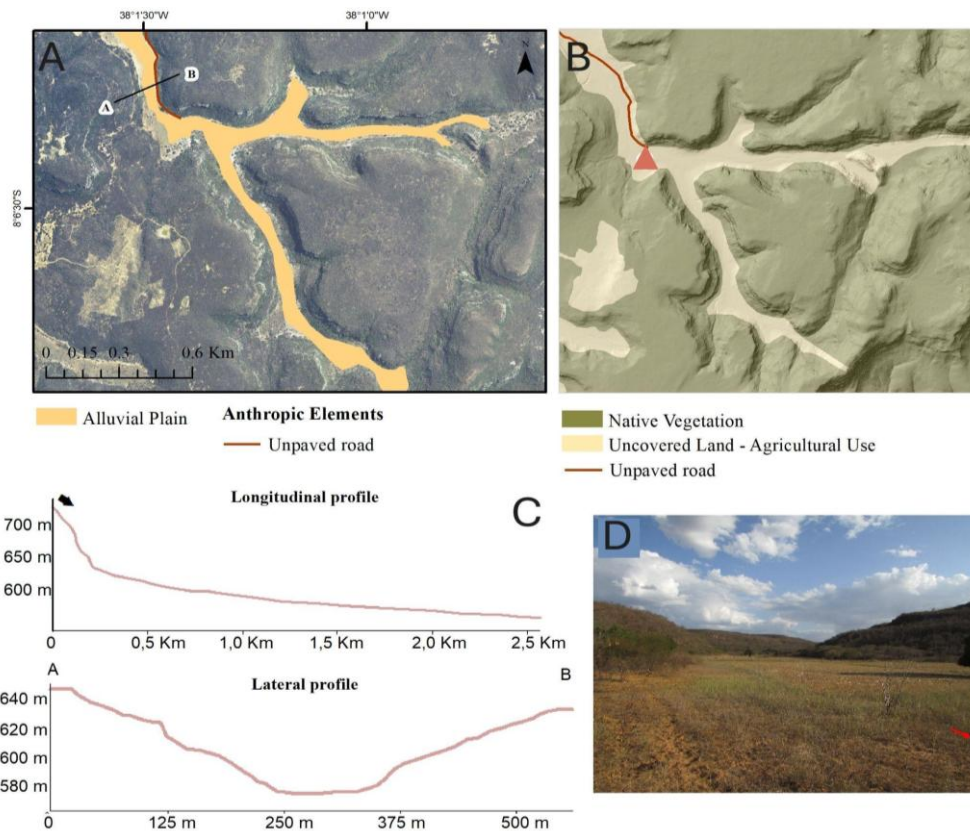 38°1'30"W
38°1'0"W
A
N
B
A
8°6'30"S
0 0,15 0,3 0,6 Km
B
Alluvial Plain
Anthropic Elements
Unpaved road
Native Vegetation
Uncovered Land - Agricultural Use
Unpaved road
Longitudinal profile
C
700 m
650 m
600 m
0 0,5 Km 1,0 Km 1,5 Km 2,0 Km 2,5 Km
A
B
Lateral profile
640 m
620 m
600 m
580 m
0 125 m 250 m 375 m 500 m
D